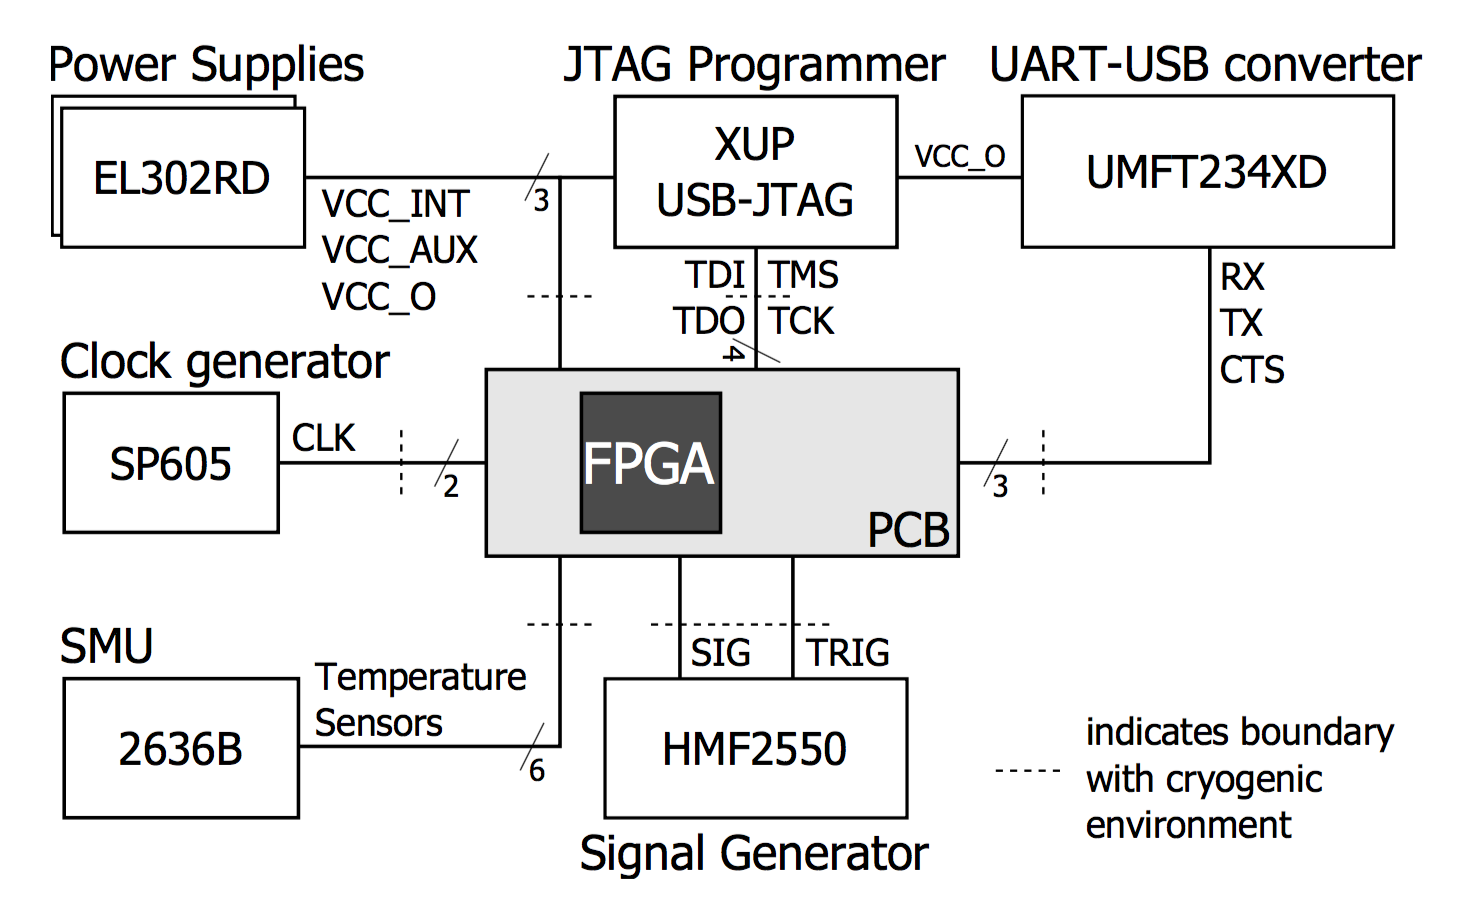 Power Supplies
EL302RD
VCC_INT
VCC_AUX
VCC_O
3
JTAG Programmer
XUP
USB-JTAG
VCC_O
UART-USB converter
UMFT234XD
TDI TMS
TDO TCK
4
RX
TX
CTS
Clock generator
SP605
CLK
2
FPGA
PCB
3
SMU
2636B
Temperature
Sensors
6
SIG
TRIG
HMF2550
Signal Generator
indicates boundary
with cryogenic
environment